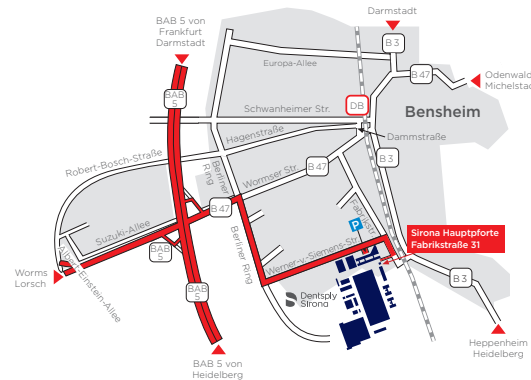 BAB 5 von
Frankfurt
Darmstadt
Darmstadt
B 3
Europa-Allee
B 47
Odenwald
Michelstadt
BAB
5
DB
Schwanheimer Str.
Bensheim
Hagenstraße
Dammstraße
Robert-Bosch-Straße
Berliner
Ring
Wormser Str.
B 47
B 3
Suzuki-Allee
B 47
Fabrikstr.
P
Sirona Hauptpforte
Fabrikstraße 31
BAB
5
Berliner Ring
Werner-v.-Siemens-Str.
Albert-Einstein-Allee
Worms
Lorsch
B 3
BAB
5
Dentsply
Sirona
Heppenheim
Heidelberg
BAB 5 von
Heidelberg